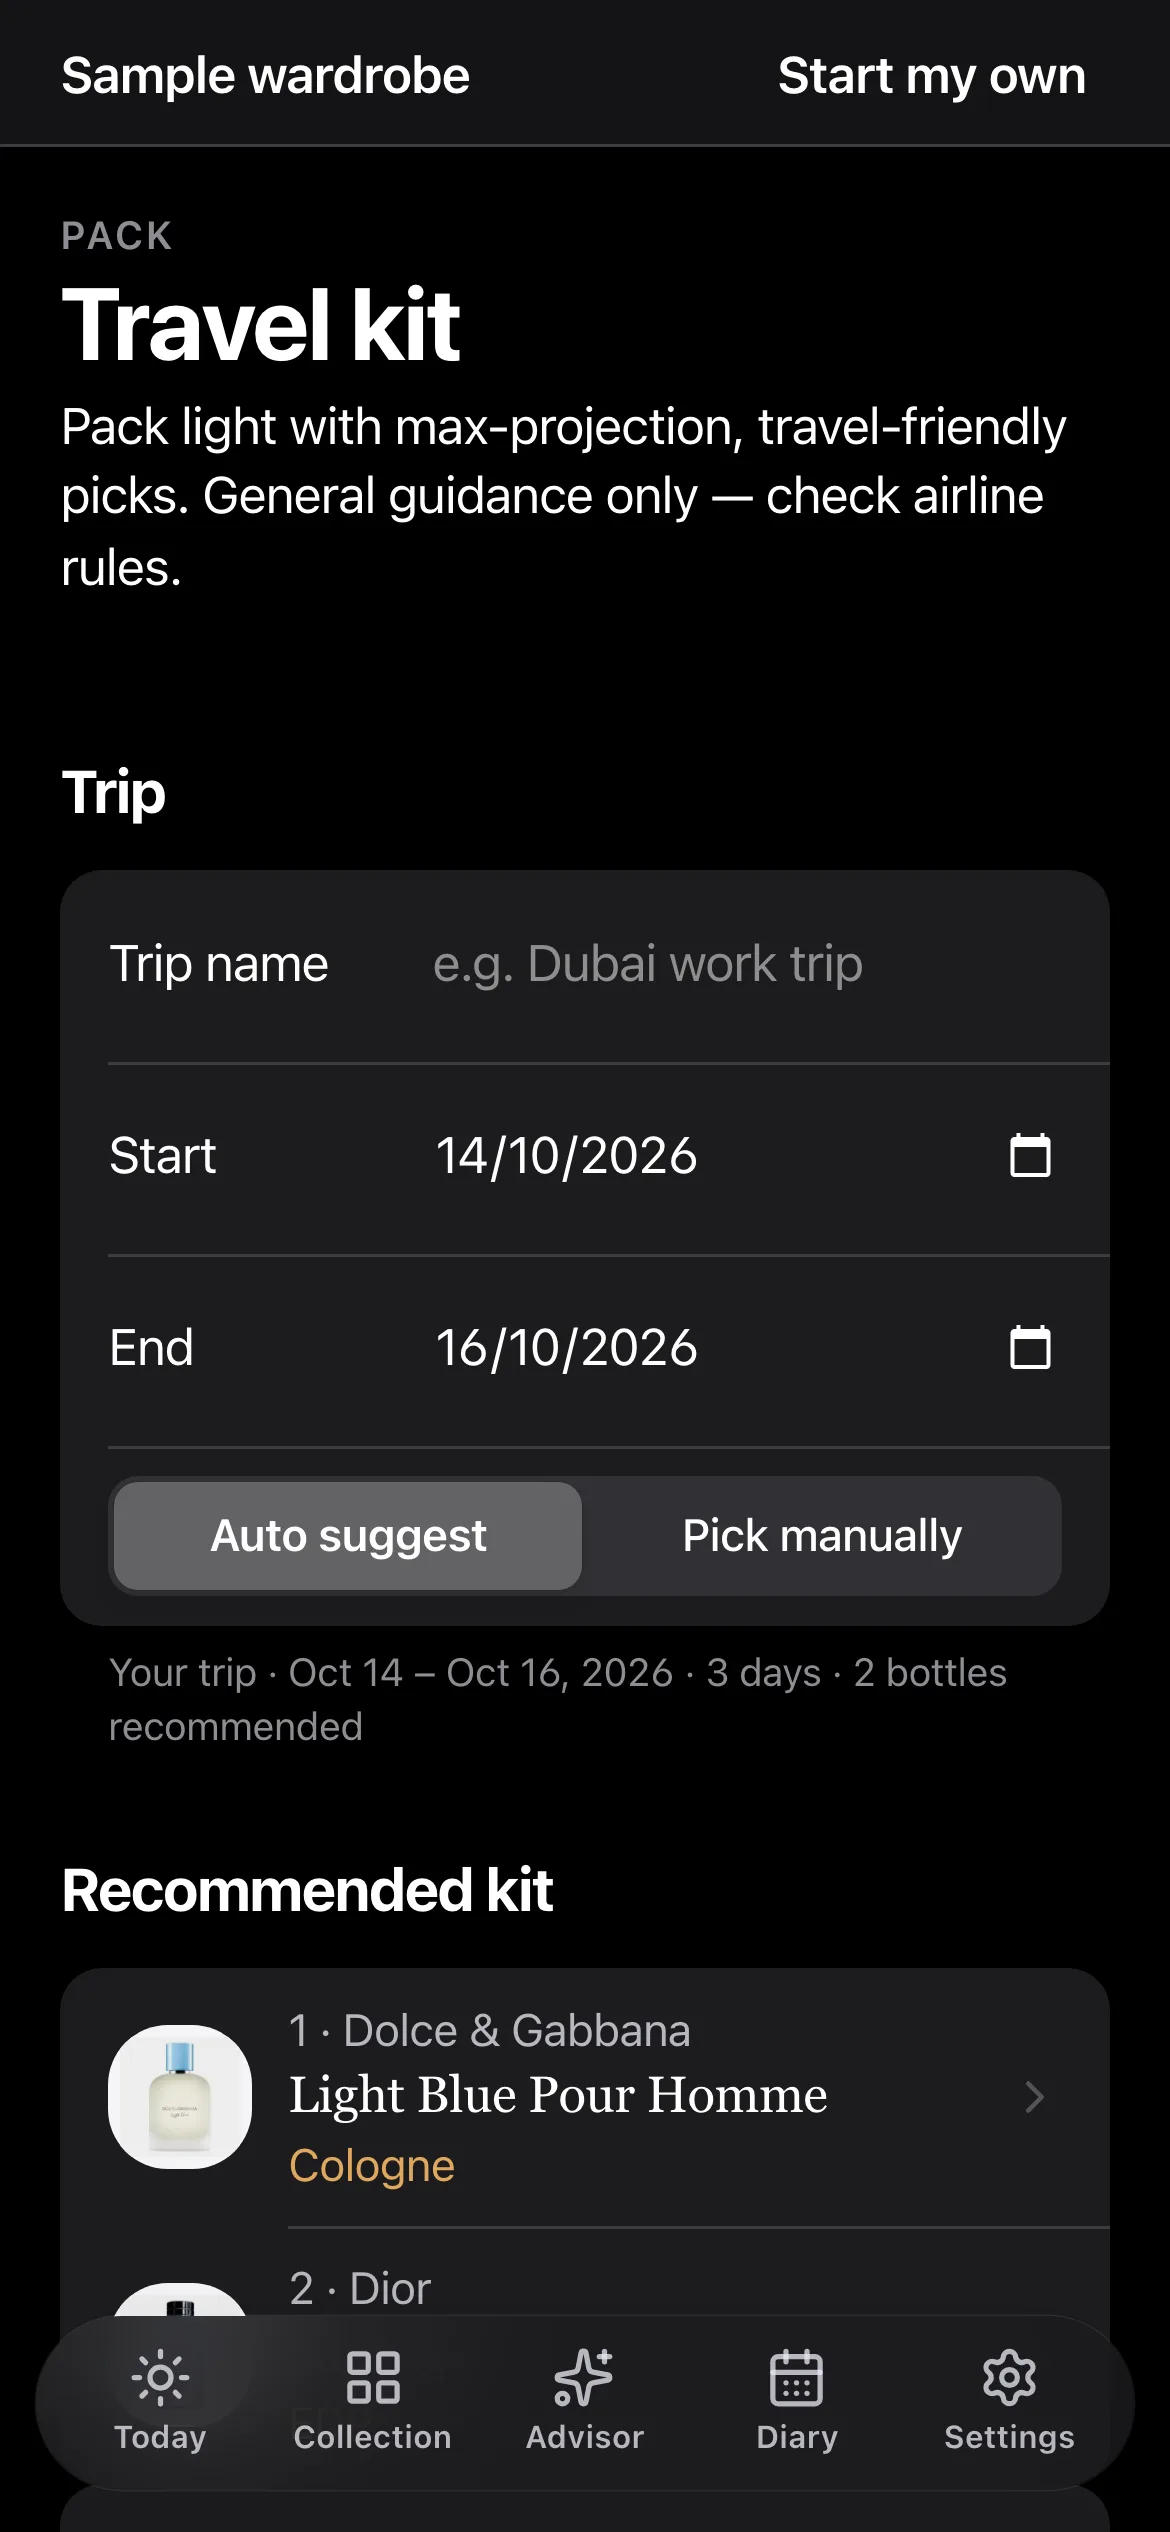 Sample wardrobe
Start my own
PACK
Travel kit
Pack light with max-projection, travel-friendly
picks. General guidance only — check airline
rules.
Trip
Trip name
e.g. Dubai work trip
Start
14/10/2026
End
16/10/2026
Auto suggest
Pick manually
Your trip · Oct 14 – Oct 16, 2026 · 3 days · 2 bottles
recommended
Recommended kit
1 · Dolce & Gabbana
Light Blue Pour Homme
Cologne
2 · Dior
Today
Collection
Advisor
Diary
Settings